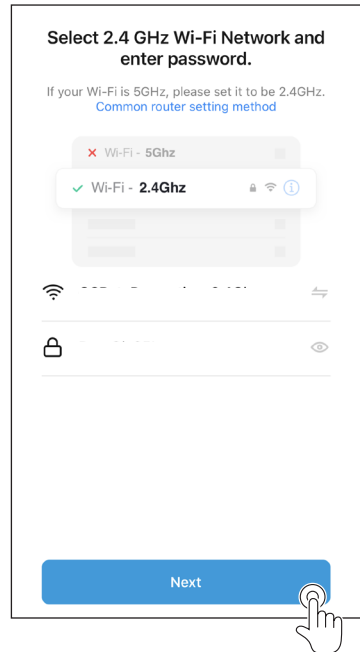 Select 2.4 GHz Wi-Fi Network and
enter password.
If your Wi-Fi is 5GHz, please set it to be 2.4GHz.
Common router setting method
Wi-Fi - 5Ghz
Wi-Fi - 2.4Ghz
Next